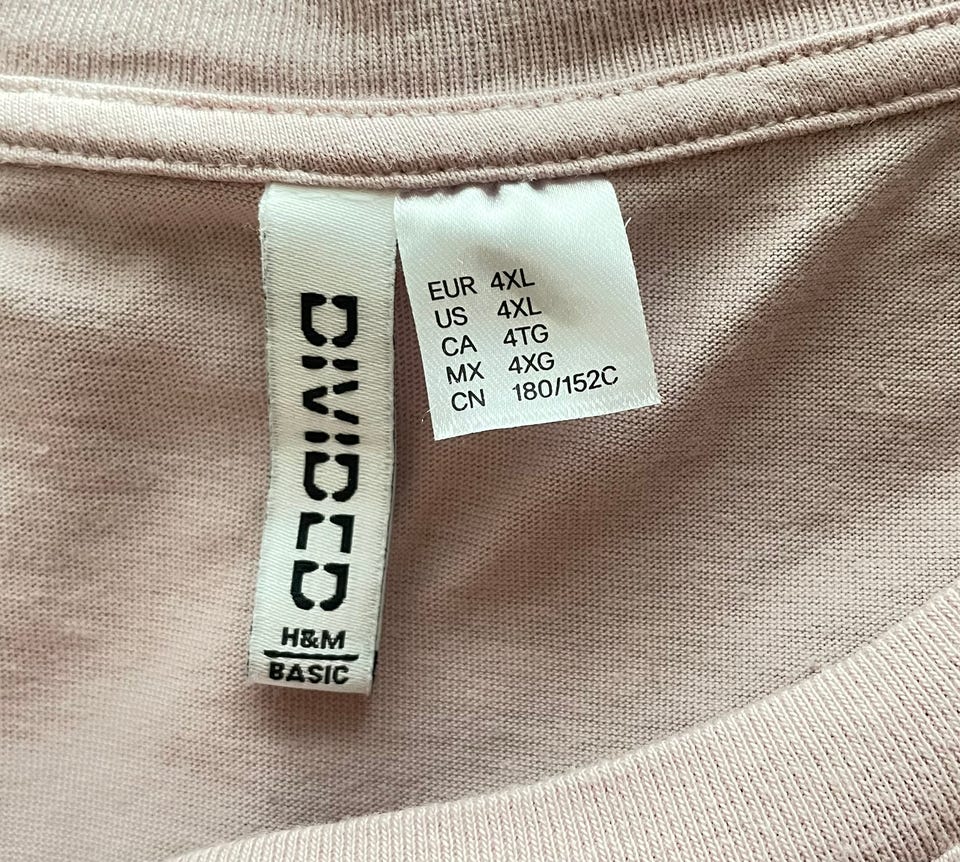 DIVIDED
H&M
BASIC
EUR 4XL
US 4XL
CA 4TG
MX 4XG
CN 180/152C